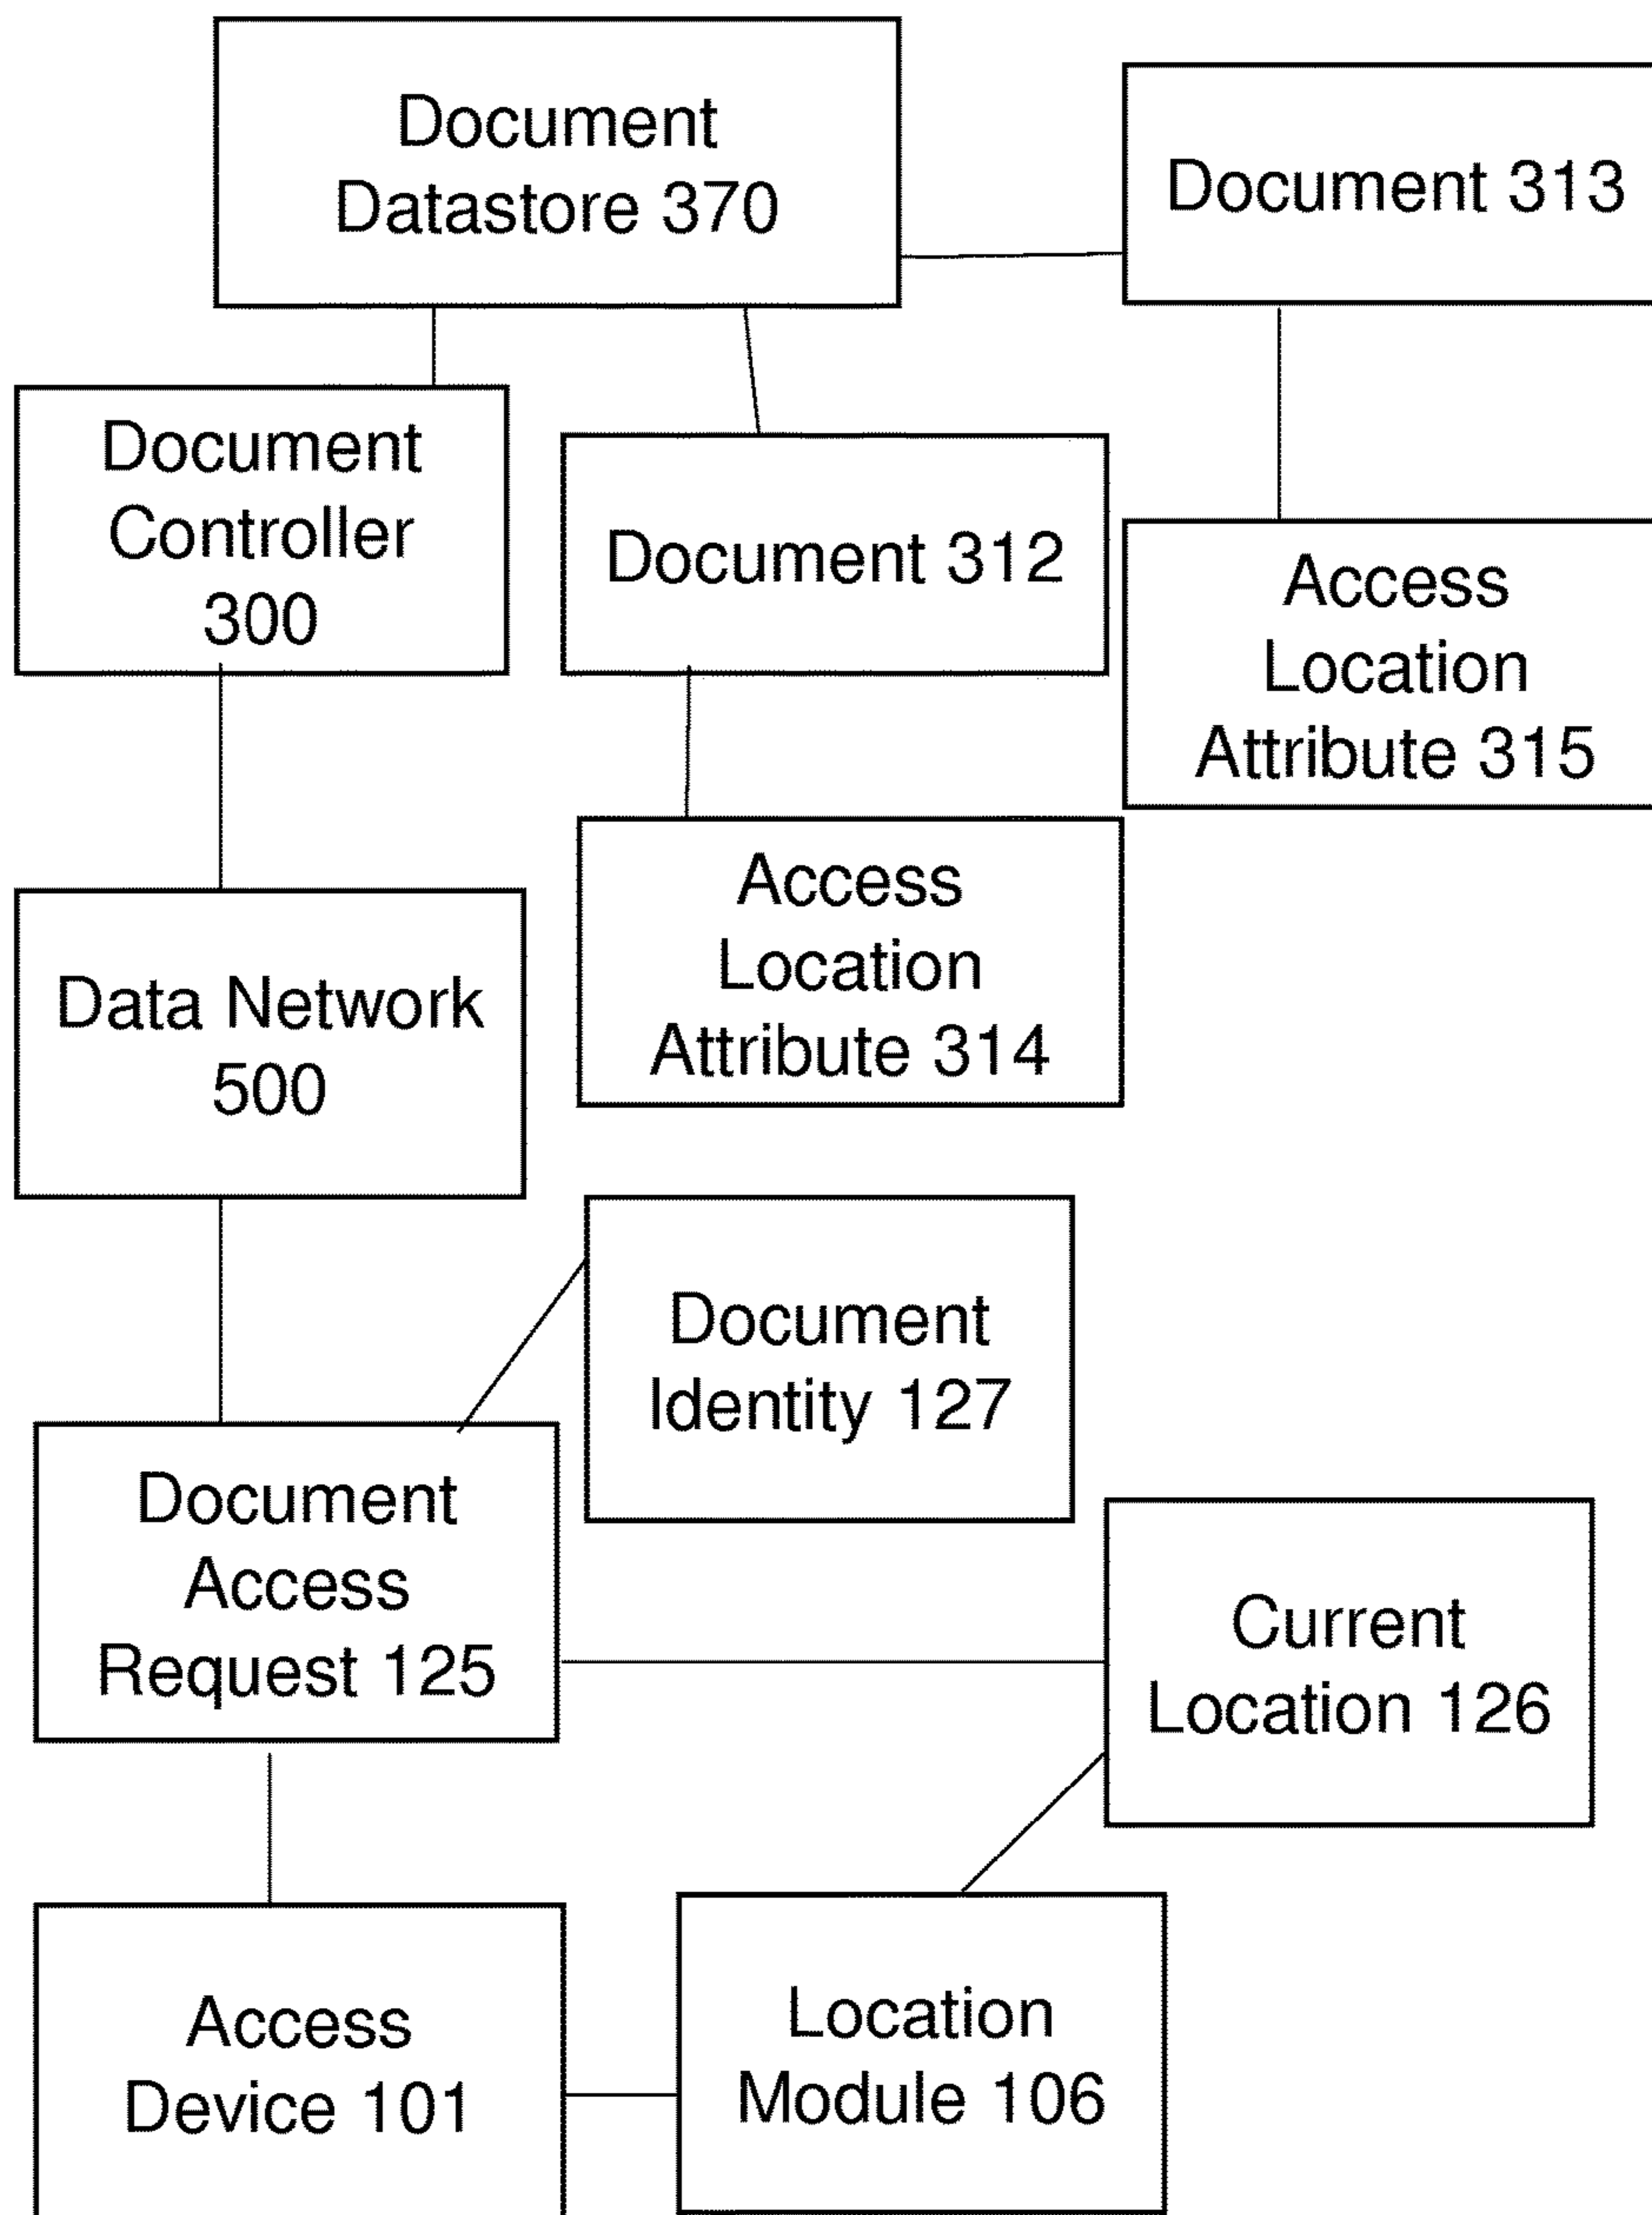 Document
Datastore 370
Document 313
Document
Controller
300
Document 312
Access
Location
Attribute 315
Access
Location
Attribute 314
Data Network
500
Document
Identity 127
Document
Access
Request 125
Current
Location 126
Access
Device 101
Location
Module 106